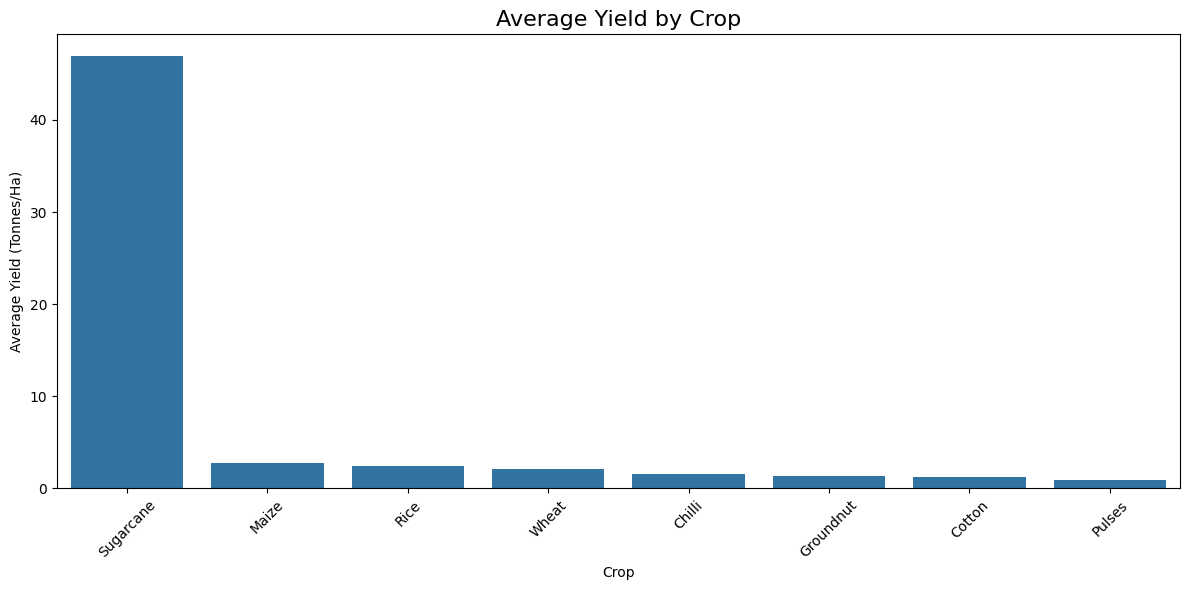 Average Yield by Crop
Average Yield (Tonnes/Ha)
40
30
20
10
0
Sugarcane
Maize
Rice
Wheat
Chilli
Groundnut
Cotton
Pulses
Crop